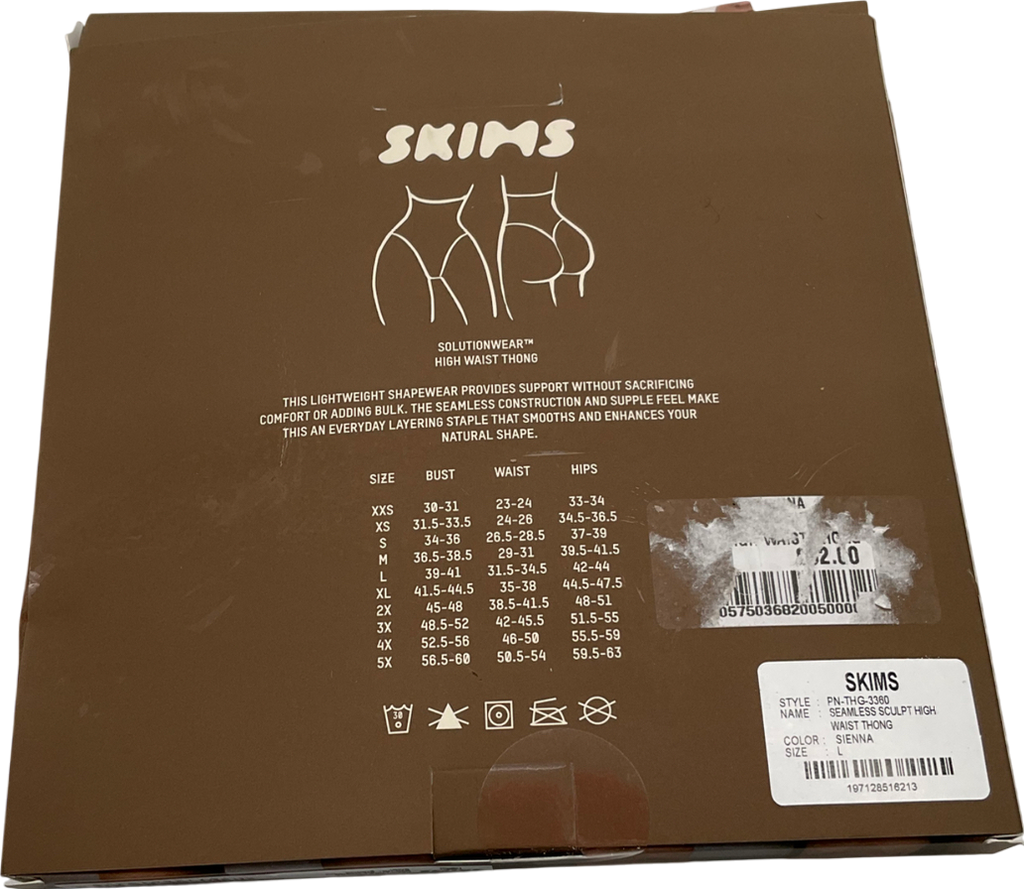 SKIMS
SOLUTIONWEAR™
HIGH WAIST THONG
THIS LIGHTWEIGHT SHAPEWEAR PROVIDES SUPPORT WITHOUT SACRIFICING
COMFORT OR ADDING BULK. THE SEAMLESS CONSTRUCTION AND SUPPLE FEEL MAKE
THIS AN EVERYDAY LAYERING STAPLE THAT SMOOTHS AND ENHANCES YOUR
NATURAL SHAPE.
SIZE BUST WAIST HIPS
XXS 30-31 23-24 33-34
XS 31.5-33.5 24-26 34.5-36.5
S 34-36 26.5-28.5 37-39
M 36.5-38.5 29-31 39.5-41.5
L 39-41 31.5-34.5 42-44
XL 41.5-44.5 35-38 44.5-47.5
2X 45-48 38.5-41.5 48-51
3X 48.5-52 42-45.5 51.5-55
4X 52.5-56 46-50 55.5-59
5X 56.5-60 50.5-54 59.5-63
30
WAIST
SKIMS
STYLE : PN-THG-3360
NAME : SEAMLESS SCULPT HIGH
WAIST THONG
COLOR : SIENNA
SIZE : L
197128516213